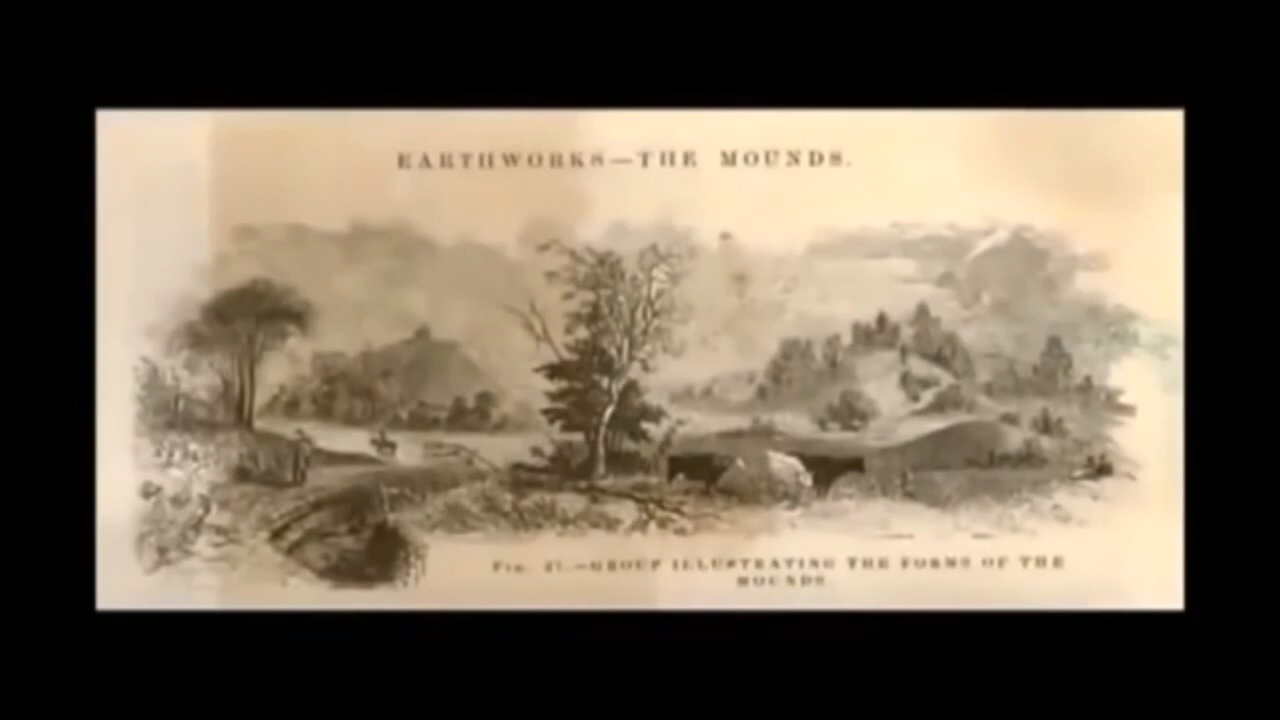 EARTHWORKS—THE MOUNDS.
—GROUP ILLUSTRATING THE FORMS OF THE
MOUNDS.